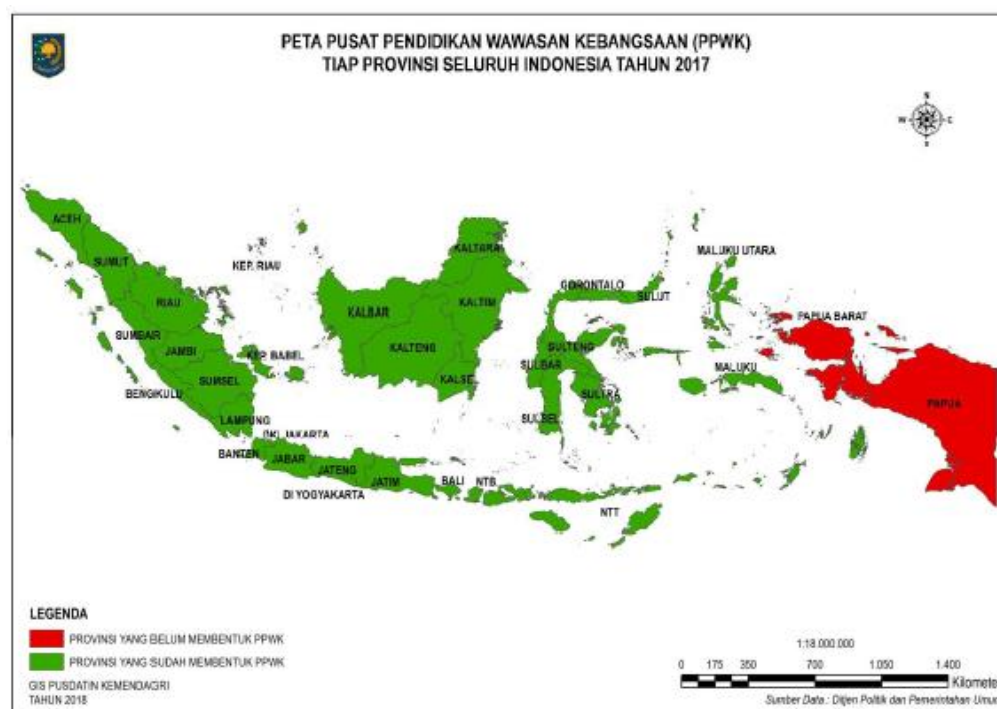 PETA PUSAT PENDIDIKAN WAWASAN KEBANGSAAN (PPWK)
TIAP PROVINSI SELURUH INDONESIA TAHUN 2017
S
W
ACEH
SUMUT
KEP. RIAU
KALTARA
MALUKU UTARA
RIAU
KALBAR
KALTIM
GORONTALO
SULUT
PAPUA BARAT
SUMBAR
JAMBI
KEP. BABEL
KALTENG
SULTENG
SULBAR
MALUKU
BENGKULU
SUMSEL
KALSE
SULTRA
PAPUA
LAMPUNG
SULSEL
DKI JAKARTA
BANTEN
JABAR
JATENG
JATIM
BALI
NTB
DI YOGYAKARTA
NTT
LEGENDA
PROVINSI YANG BELUM MEMBENTUK PPWK
PROVINSI YANG SUDAH MEMBENTUK PPWK
GIS PUSDATIN KEMENDAGRI
TAHUN 2018
1:18.000.000
0 175 350 700 1.050 1.400
Kilomete
Sumber Data.: Ditjen Politik dan Pemerintahan Umum